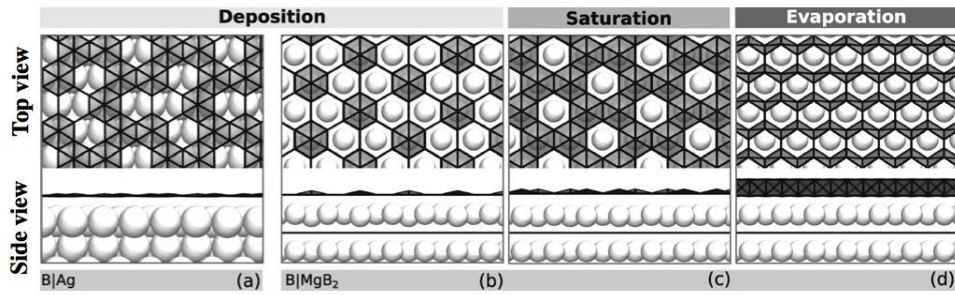 Deposition
Saturation
Evaporation
Top view
Side view
B|Ag
(a)
B|MgB₂
(b)
(c)
(d)